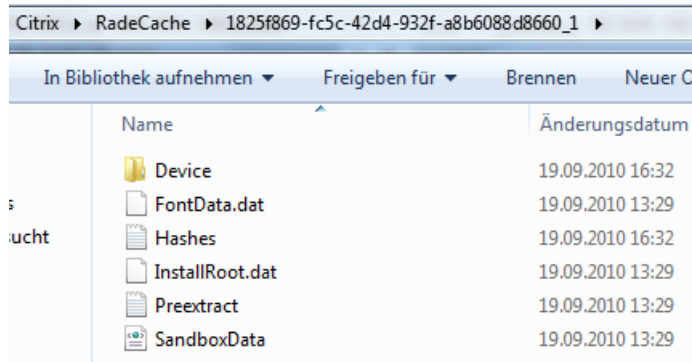 Citrix ▸ RadeCache ▸ 1825f869-fc5c-42d4-932f-a8b6088d8660_1 ▸
In Bibliothek aufnehmen ▼ Freigeben für ▼ Brennen Neuer O
Name Änderungsdatum
Device 19.09.2010 16:32
FontData.dat 19.09.2010 13:29
ucht Hashes 19.09.2010 16:32
InstallRoot.dat 19.09.2010 13:29
Preextract 19.09.2010 13:29
SandboxData 19.09.2010 13:29